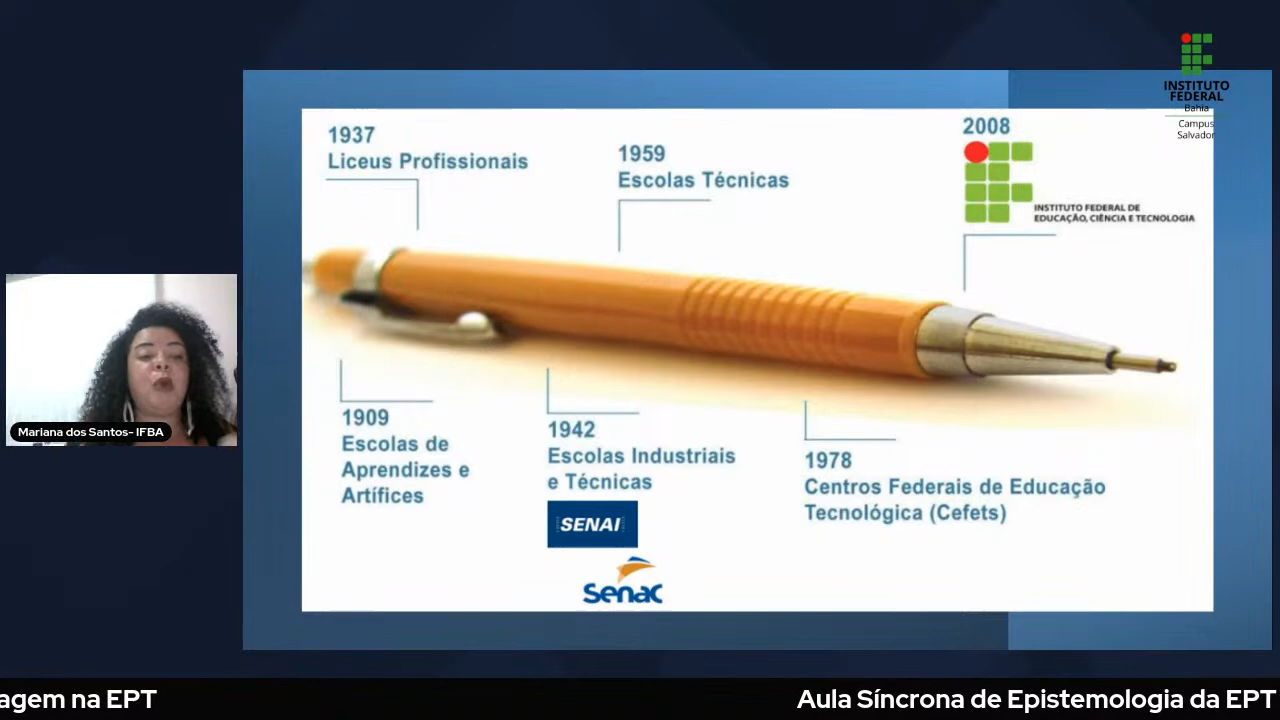 INSTITUTO
FEDERAL
Bahia
Campus
Salvador
1937
Liceus Profissionais
1959
Escolas Técnicas
2008
INSTITUTO FEDERAL DE
EDUCAÇÃO, CIÊNCIA E TECNOLOGIA
1909
Escolas de
Aprendizes e
Artífices
1942
Escolas Industriais
e Técnicas
SENAI
Senac
1978
Centros Federais de Educação
Tecnológica (Cefets)
Mariana dos Santos- IFBA
agem na EPT
Aula Síncrona de Epistemologia da EPT